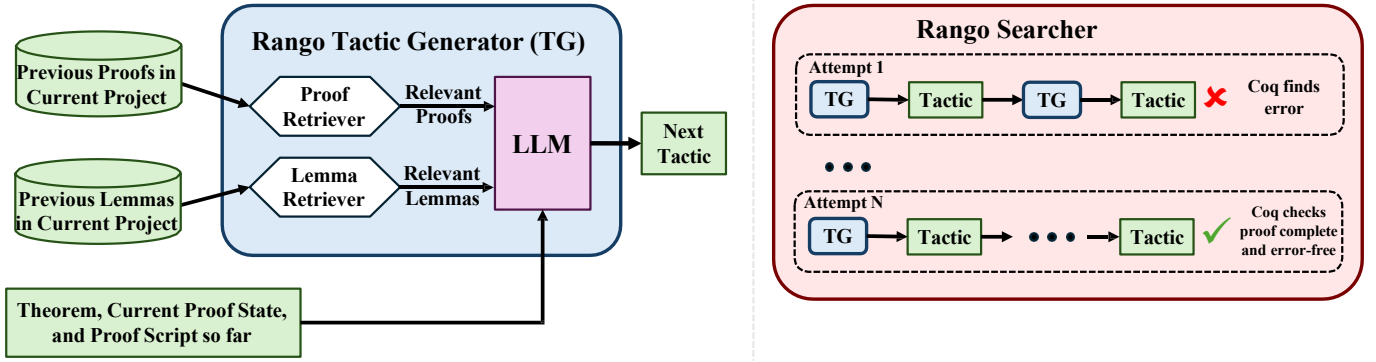 Rango Tactic Generator (TG)
Previous Proofs in
Current Project
Proof
Retriever
Relevant
Proofs
LLM
Next
Tactic
Previous Lemmas
in Current Project
Lemma
Retriever
Relevant
Lemmas
Theorem, Current Proof State,
and Proof Script so far
Rango Searcher
Attempt 1
TG
Tactic
TG
Tactic
Coq finds
error
Attempt N
TG
Tactic
Tactic
Coq checks
proof complete
and error-free